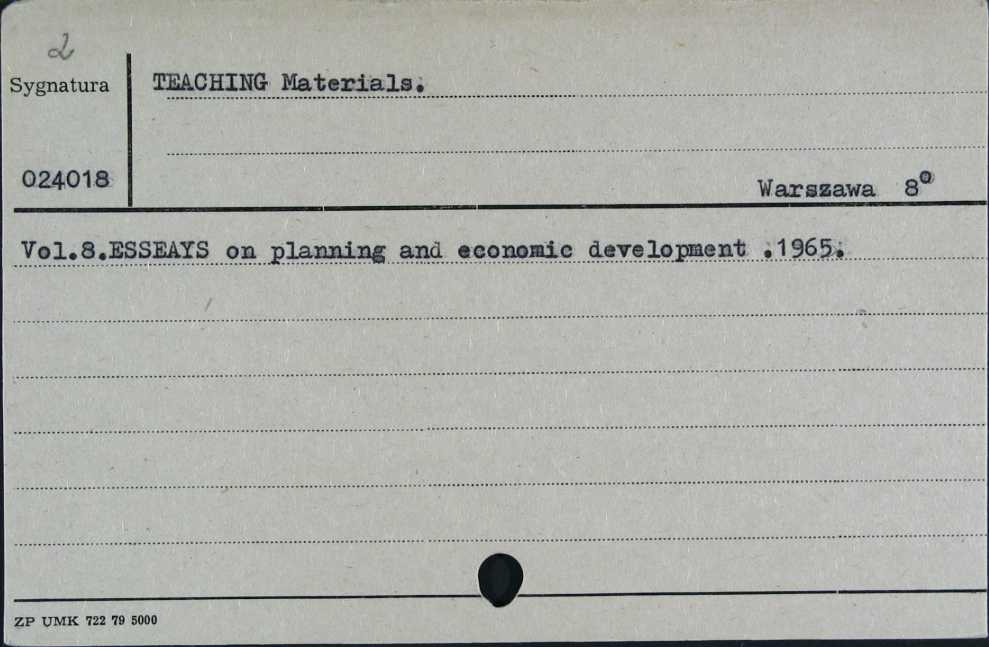 2
Sygnatura
TEACHING Materials.
024018
Warszawa 8°
Vol.8.ESSEAYS on planning and economic development .1965.
ZP UMK 722 79 5000